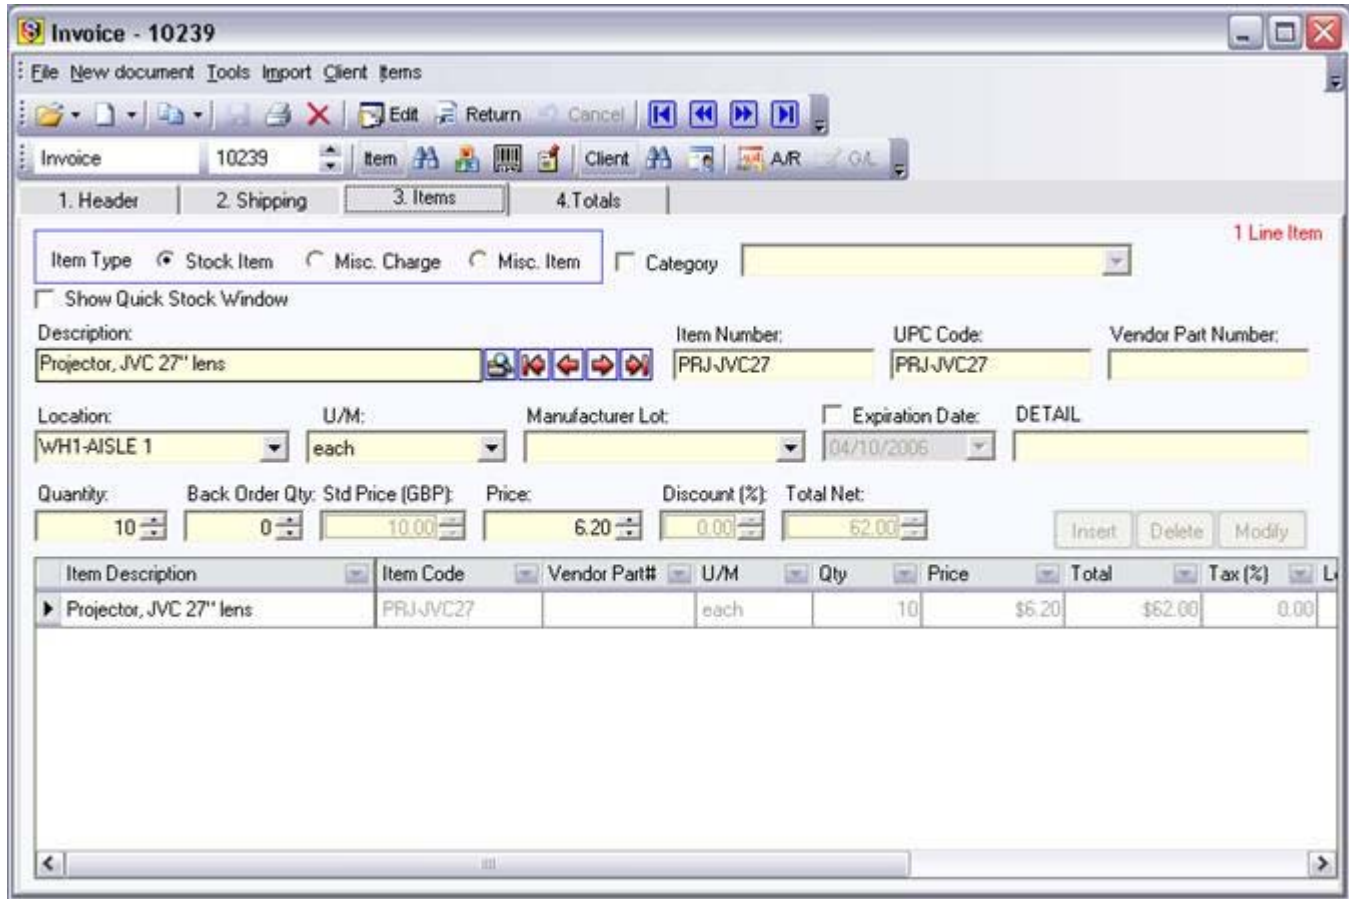 Invoice - 10239
File New document Tools Import Client Items
Edit Return Cancel
Invoice 10239 Item Client A/R G/L
1. Header 2. Shipping 3. Items 4.Totals
1 Line Item
Item Type Stock Item Misc. Charge Misc. Item Category
Show Quick Stock Window
Description: Item Number: UPC Code: Vendor Part Number:
Projector, JVC 27" lens PRJ-JVC27 PRJ-JVC27
Location: U/M: Manufacturer Lot: Expiration Date: DETAIL
WH1-AISLE 1 each 04/10/2006
Quantity: Back Order Qty: Std Price (GBP): Price: Discount (%): Total Net:
10 0 10.00 6.20 0.00 62.00 Insert Delete Modify
Item Description Item Code Vendor Part# U/M Qty Price Total Tax (%)
Projector, JVC 27" lens PRJ-JVC27 each 10 $6.20 $62.00 0.00